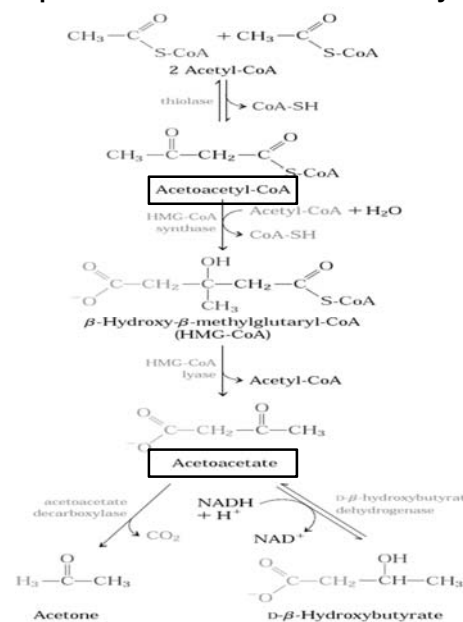 CH₃—C + CH₃—C
O
O
S-CoA
S-CoA
2 Acetyl-CoA
thiolase
CoA-SH
O
O
CH₃—C—CH₂—C
S-CoA
Acetoacetyl-CoA
HMG-CoA
synthase
Acetyl-CoA + H₂O
CoA-SH
OH
O
O
C—CH₂—C—CH₂—C
⁻O
CH₃
S-CoA
β-Hydroxy-β-methylglutaryl-CoA
(HMG-CoA)
HMG-CoA
lyase
Acetyl-CoA
O
O
C—CH₂—C—CH₃
⁻O
Acetoacetate
acetoacetate
decarboxylase
CO₂
NADH
+ H⁺
NAD⁺
D-β-hydroxybutyrat
dehydrogenase
O
H₃—C—CH₃
Acetone
O
OH
C—CH₂—CH—CH₃
⁻O
D-β-Hydroxybutyrate